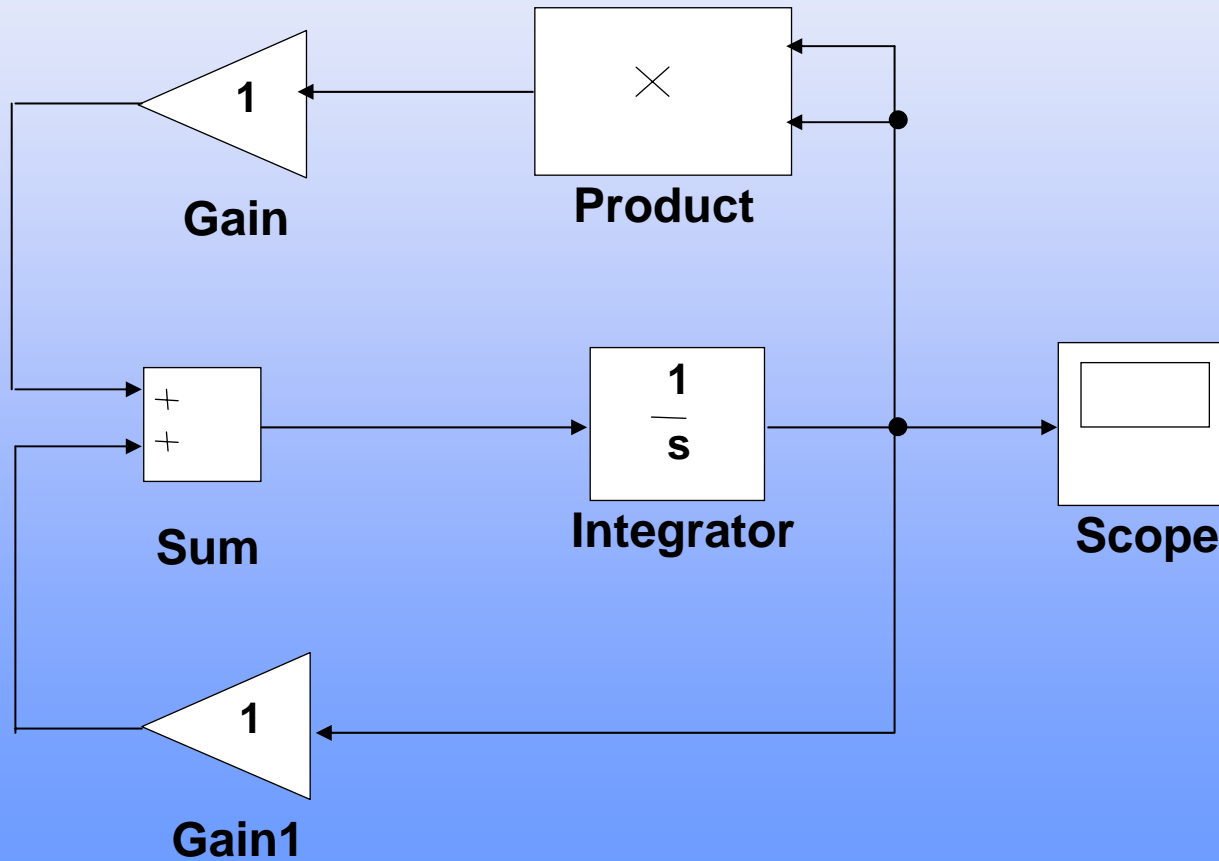 1
×
Gain
Product
+
+
1
s
Sum
Integrator
Scope
1
Gain1